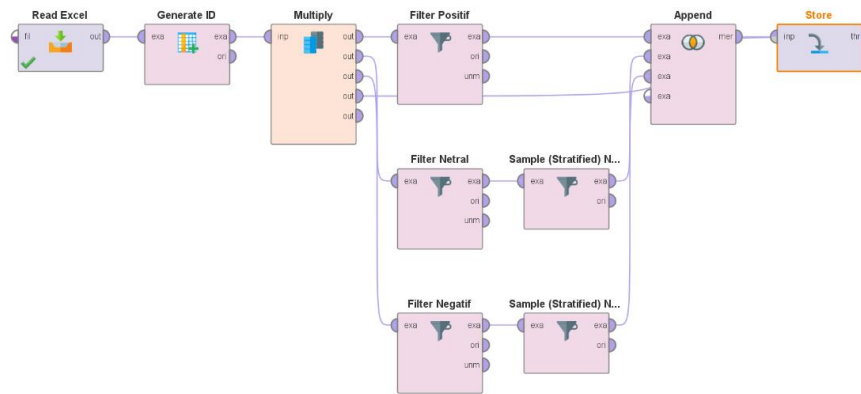 Read Excel
fil
out
Generate ID
exa
exa
ori
Multiply
inp
out
out
out
out
out
Filter Positif
exa
exa
ori
unm
Append
exa
exa
exa
exa
mer
Store
inp
thr
Filter Netral
exa
exa
ori
unm
Sample (Stratified) N...
exa
exa
ori
Filter Negatif
exa
exa
ori
unm
Sample (Stratified) N...
exa
exa
ori